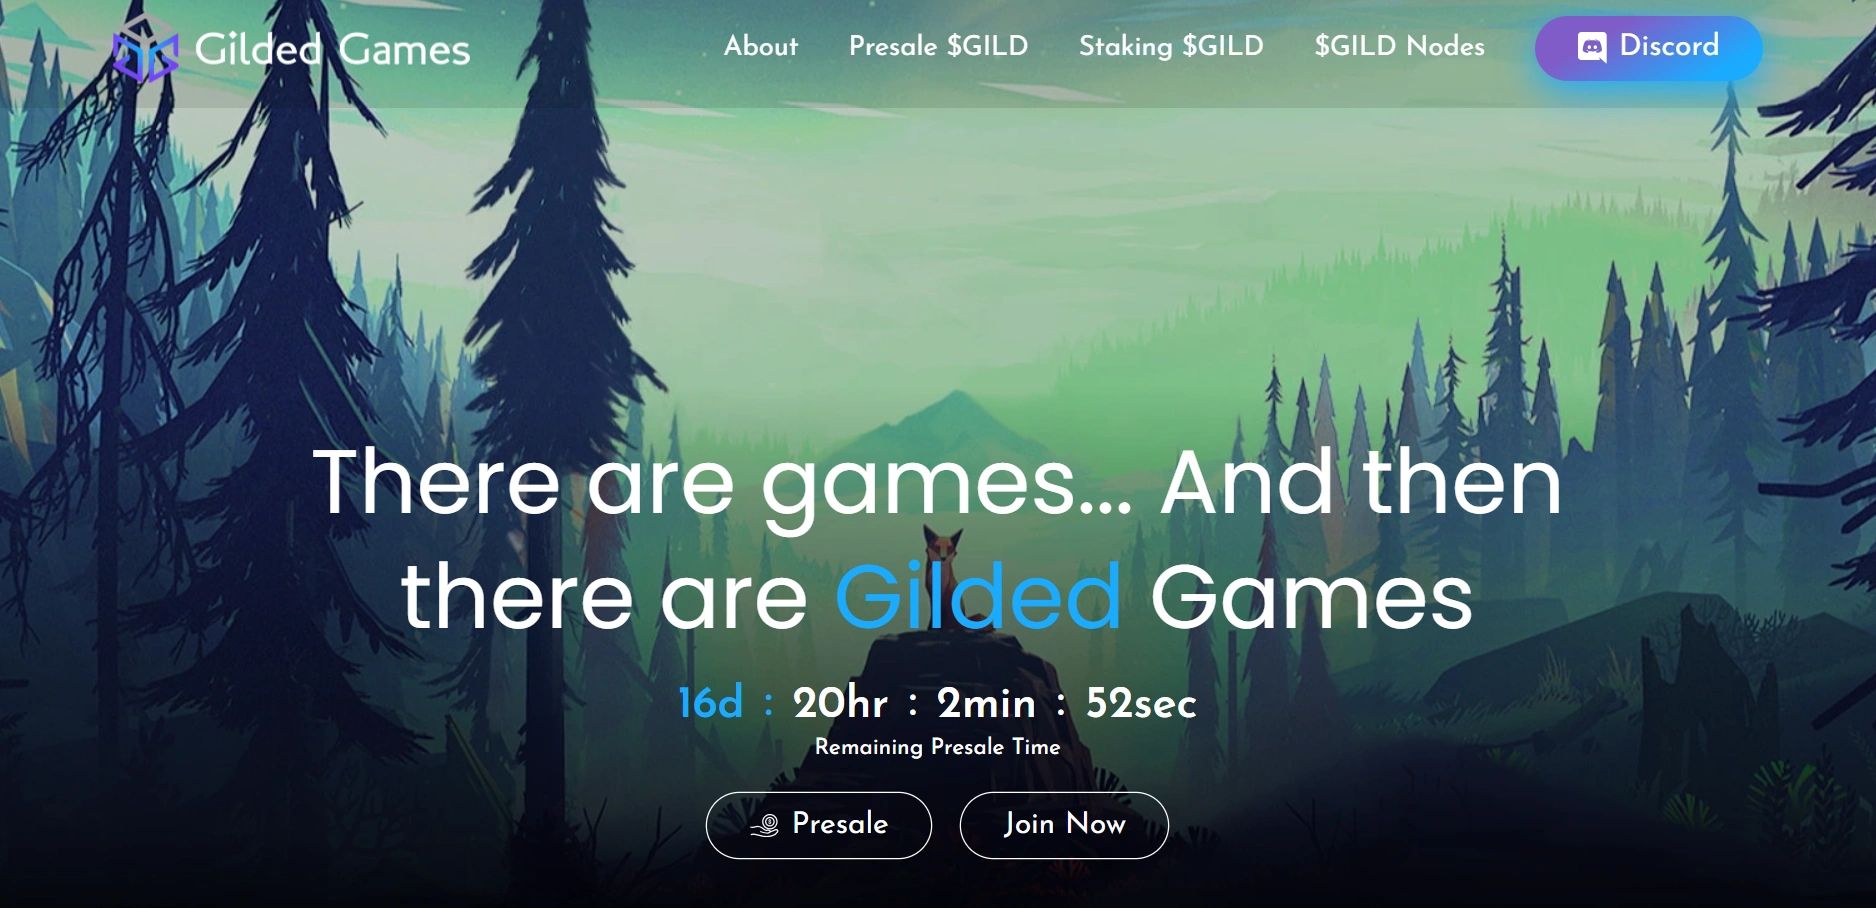 Gilded Games
About
Presale $GILD
Staking $GILD
$GILD Nodes
Discord
There are games... And then
there are Gilded Games
16d : 20hr : 2min : 52sec
Remaining Presale Time
Presale
Join Now